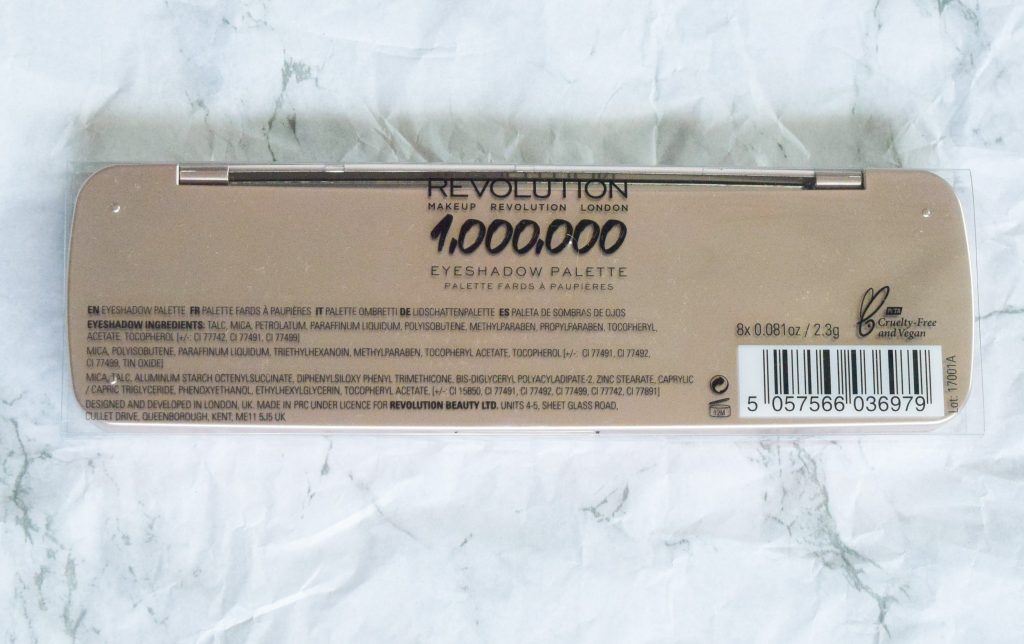 REVOLUTION
MAKEUP REVOLUTION LONDON
1,000,000
EYESHADOW PALETTE
PALETTE FARDS À PAUPIÈRES
EN EYESHADOW PALETTE FR PALETTE FARDS À PAUPIÈRES IT PALETTE OMBRETTI DE LIDSCHATTENPALETTE ES PALETA DE SOMBRAS DE OJOS
EYESHADOW INGREDIENTS: TALC, MICA, PETROLATUM, PARAFFINUM LIQUIDUM, POLYISOBUTENE, METHYLPARABEN, PROPYLPARABEN, TOCOPHERYL
ACETATE, TOCOPHEROL [+/-: CI 77742, CI 77491, CI 77499]
MICA, POLYISOBUTENE, PARAFFINUM LIQUIDUM, TRIETHYLHEXANOIN, METHYLPARABEN, TOCOPHERYL ACETATE, TOCOPHEROL [+/-: CI 77491, CI 77492,
CI 77499, TIN OXIDE]
MICA, TALC, ALUMINUM STARCH OCTENYLSUCCINATE, DIPHENYLSILOXY PHENYL TRIMETHICONE, BIS-DIGLYCERYL POLYACYLADIPATE-2, ZINC STEARATE, CAPRYLIC
/ CAPRIC TRIGLYCERIDE, PHENOXYETHANOL, ETHYLHEXYLGLYCERIN, TOCOPHERYL ACETATE, [+/- CI 15850, CI 77491, CI 77492, CI 77499, CI 77742, CI 77891]
DESIGNED AND DEVELOPED IN LONDON, UK. MADE IN PRC UNDER LICENCE FOR REVOLUTION BEAUTY LTD. UNITS 4-5, SHEET GLASS ROAD,
CULLET DRIVE, QUEENBOROUGH, KENT, ME11 5JS UK
12M
8x 0.081oz / 2.3g
PETA
Cruelty-Free
and Vegan
5 057566 036979
Lot: 17001A